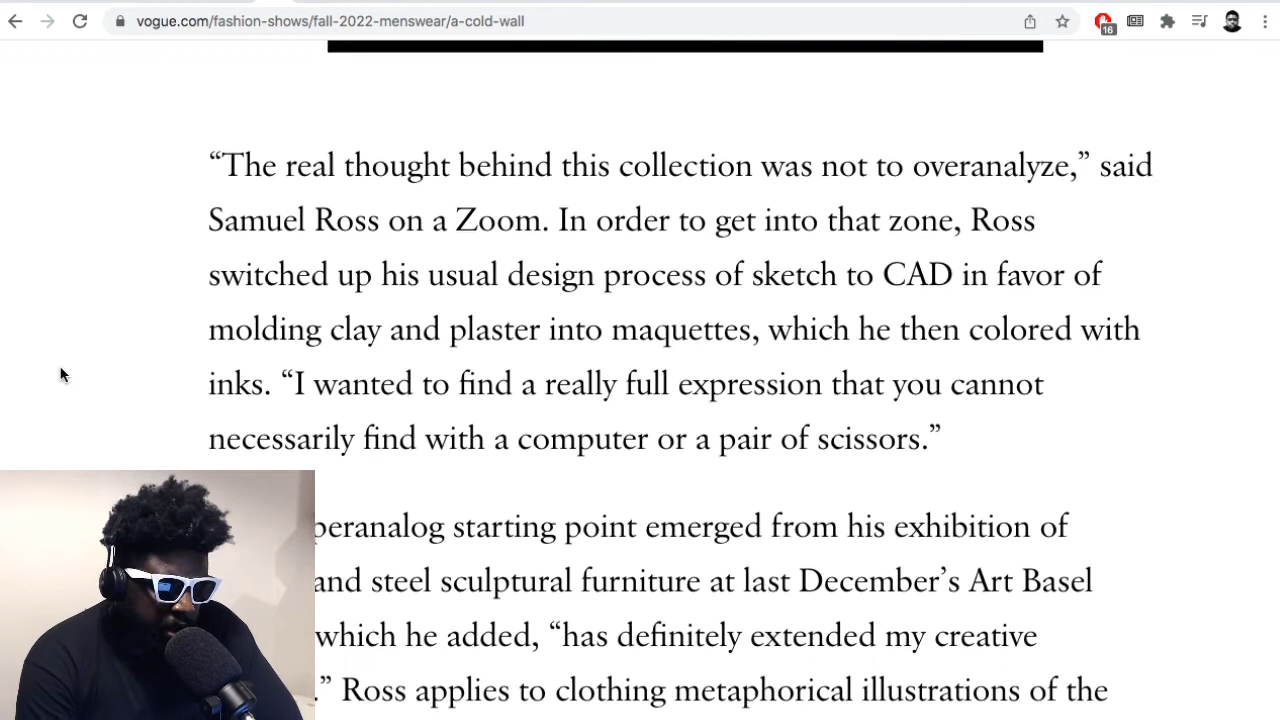 vogue.com/fashion-shows/fall-2022-menswear/a-cold-wall
16
“The real thought behind this collection was not to overanalyze,” said
Samuel Ross on a Zoom. In order to get into that zone, Ross
switched up his usual design process of sketch to CAD in favor of
molding clay and plaster into maquettes, which he then colored with
inks. “I wanted to find a really full expression that you cannot
necessarily find with a computer or a pair of scissors.”
peranalog starting point emerged from his exhibition of
and steel sculptural furniture at last December’s Art Basel
which he added, “has definitely extended my creative
.” Ross applies to clothing metaphorical illustrations of the